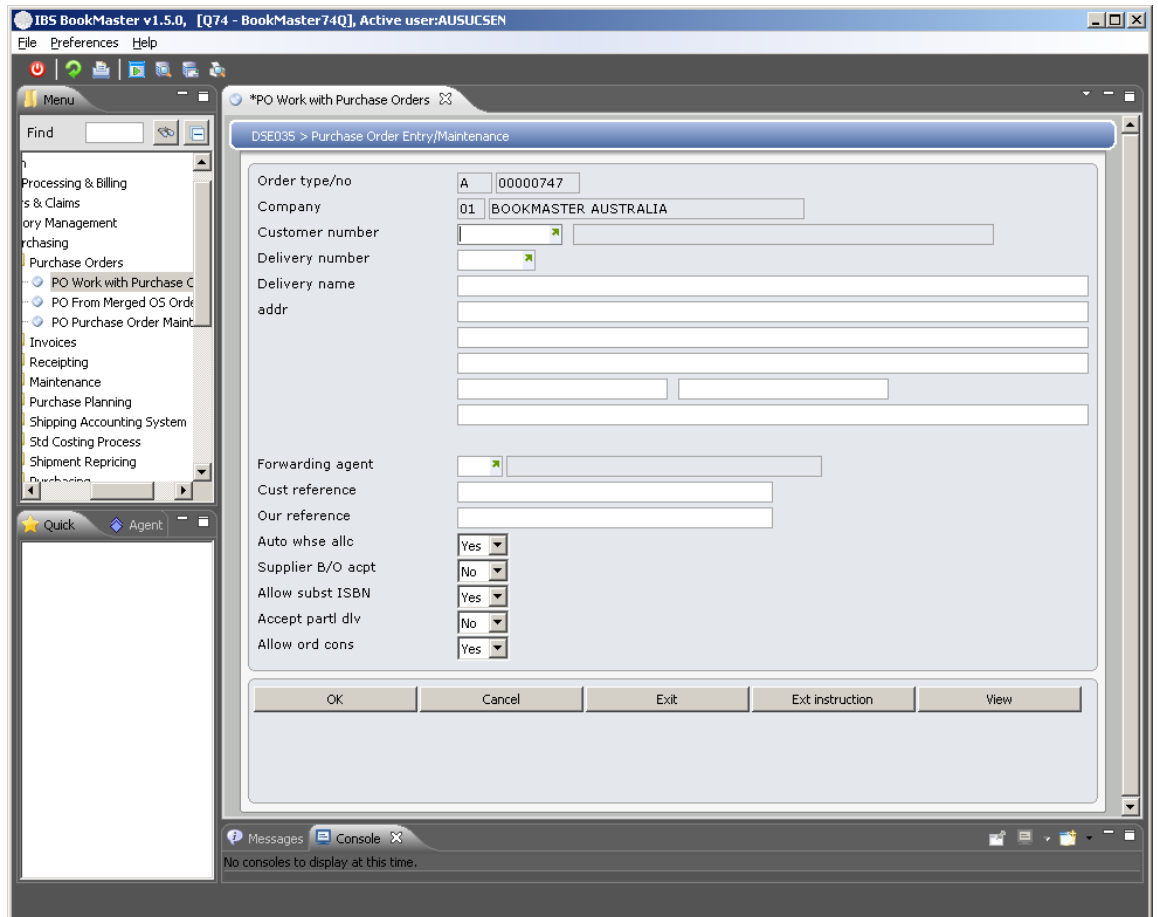 IBS BookMaster v1.5.0, [Q74 - BookMaster74Q], Active user:AUSUCSEN
File Preferences Help
Menu
*PO Work with Purchase Orders
Find
DSE035 > Purchase Order Entry/Maintenance
Processing & Billing
rs & Claims
ory Management
rchasing
Purchase Orders
PO Work with Purchase O
PO From Merged OS Orde
PO Purchase Order Maint
Invoices
Receipting
Maintenance
Purchase Planning
Shipping Accounting System
Std Costing Process
Shipment Repricing
Purchasing
Order type/no A 00000747
Company 01 BOOKMASTER AUSTRALIA
Customer number
Delivery number
Delivery name
addr
Forwarding agent
Cust reference
Our reference
Auto whse allc Yes
Supplier B/O acpt No
Allow subst ISBN Yes
Accept partl dlv No
Allow ord cons Yes
Quick Agent
OK Cancel Exit Ext instruction View
Messages Console
No consoles to display at this time.